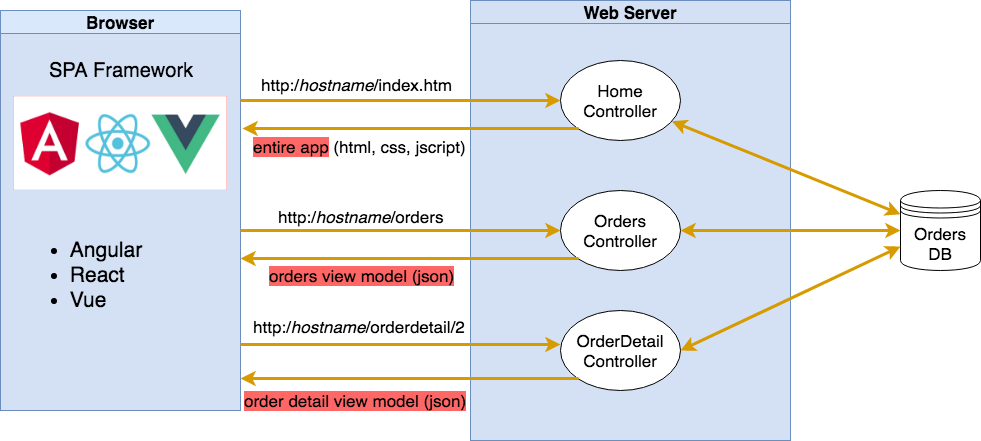 Browser
Web Server
SPA Framework
A
• Angular
• React
• Vue
http:/hostname/index.htm
entire app (html, css, jscript)
http:/hostname/orders
orders view model (json)
http:/hostname/orderdetail/2
order detail view model (json)
Home
Controller
Orders
Controller
OrderDetail
Controller
Orders
DB